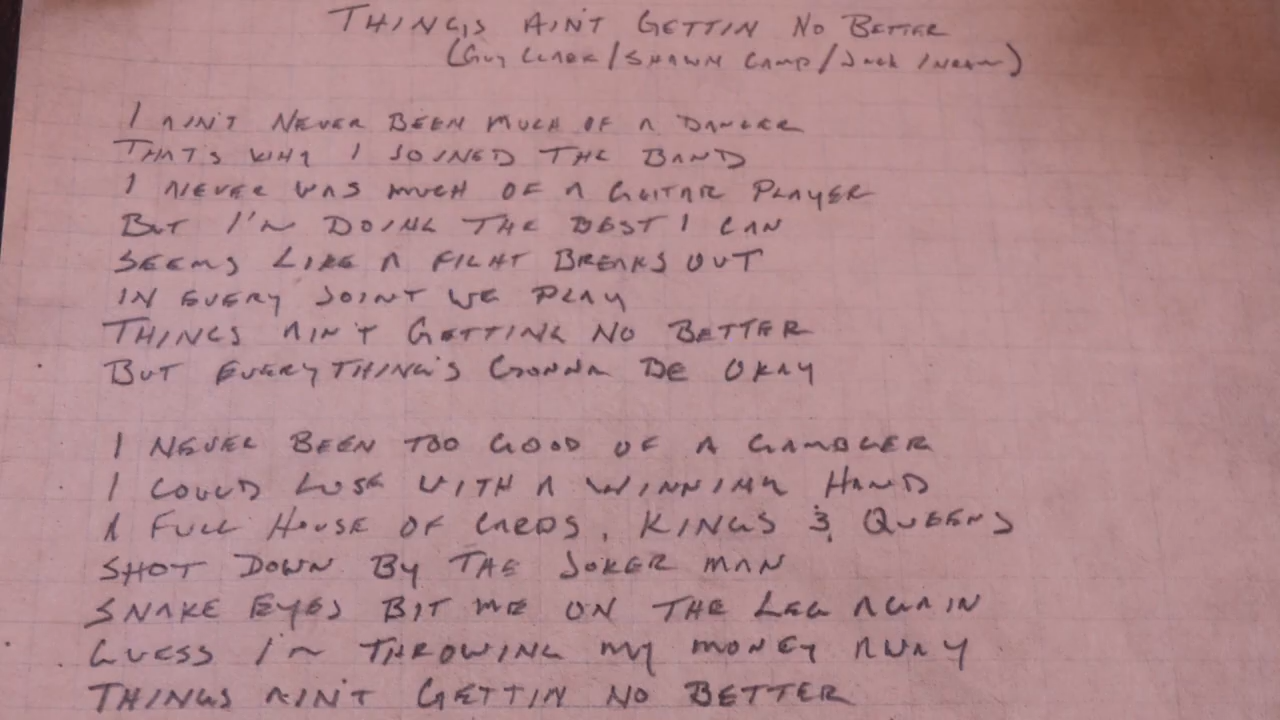 THINGS AIN'T GETTIN NO BETTER
(GUY CLARK/SHAWN CAMP/JACK INGRAM)
I AIN'T NEVER BEEN MUCH OF A DANCER
THAT'S WHY I JOINED THE BAND
I NEVER WAS MUCH OF A GUITAR PLAYER
BUT I'M DOING THE BEST I CAN
SEEMS LIKE A FIGHT BREAKS OUT
IN EVERY JOINT WE PLAY
THINGS AIN'T GETTING NO BETTER
BUT EVERYTHING'S GONNA BE OKAY
I NEVER BEEN TOO GOOD OF A GAMBLER
I COULD LOSE WITH A WINNING HAND
A FULL HOUSE OF CARDS, KINGS & QUEENS
SHOT DOWN BY THE JOKER MAN
SNAKE EYES BIT ME ON THE LEG AGAIN
GUESS I'M THROWING MY MONEY AWAY
THINGS AIN'T GETTIN NO BETTER